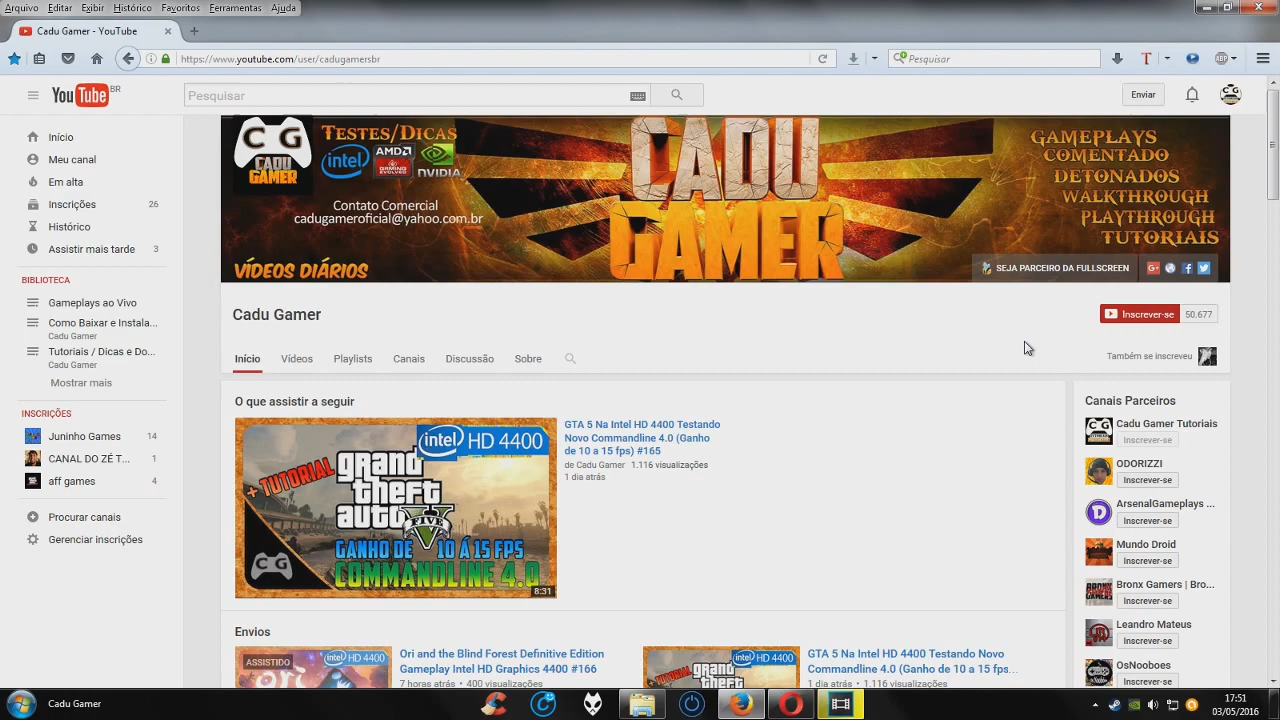 Arquivo Editar Exibir Histórico Favoritos Ferramentas Ajuda
Cadu Gamer - YouTube
https://www.youtube.com/user/cadugamersbr
Pesquisar
YouTube BR
Pesquisar
Enviar
Início
Meu canal
Em alta
Inscrições 26
Histórico
Assistir mais tarde 3
BIBLIOTECA
Gameplays ao Vivo
Como Baixar e Instala...
Cadu Gamer
Tutoriais / Dicas e Do...
Cadu Gamer
Mostrar mais
INSCRIÇÕES
Juninho Games 14
CANAL DO ZÉ T... 1
aff games 4
Procurar canais
Gerenciar inscrições
CG
CADU
GAMER
TESTES/DICAS
intel AMD NVIDIA
GAMING EVOLVED
Contato Comercial
cadugameroficial@yahoo.com.br
VÍDEOS DIÁRIOS
CADU
GAMER
GAMEPLAYS
COMENTADO
DETONADOS
WALKTHROUGH
PLAYTHROUGH
TUTORIAIS
SEJA PARCEIRO DA FULLSCREEN
Cadu Gamer
Inscrever-se 50.677
Início Vídeos Playlists Canais Discussão Sobre
Também se inscreveu
O que assistir a seguir
intel HD 4400
+ TUTORIAL
grand
theft
auto
FIVE
GANHO DE 10 Á 15 FPS
COMMANDLINE 4.0
CG
8:31
GTA 5 Na Intel HD 4400 Testando
Novo Commandline 4.0 (Ganho
de 10 a 15 fps) #165
de Cadu Gamer 1.116 visualizações
1 dia atrás
Envios
ASSISTIDO
intel HD 4400
Ori and the Blind Forest Definitive Edition
Gameplay Intel HD Graphics 4400 #166
7 horas atrás • 400 visualizações
intel HD 4400
GTA 5 Na Intel HD 4400 Testando Novo
Commandline 4.0 (Ganho de 10 a 15 fps...
1 dia atrás • 1.116 visualizações
Canais Parceiros
Cadu Gamer Tutoriais
Inscrever-se
ODORIZZI
Inscrever-se
ArsenalGameplays ...
Inscrever-se
Mundo Droid
Inscrever-se
Bronx Gamers | Bro...
Inscrever-se
Leandro Mateus
Inscrever-se
OsNooboes
Inscrever-se
Cadu Gamer
17:51
03/05/2016